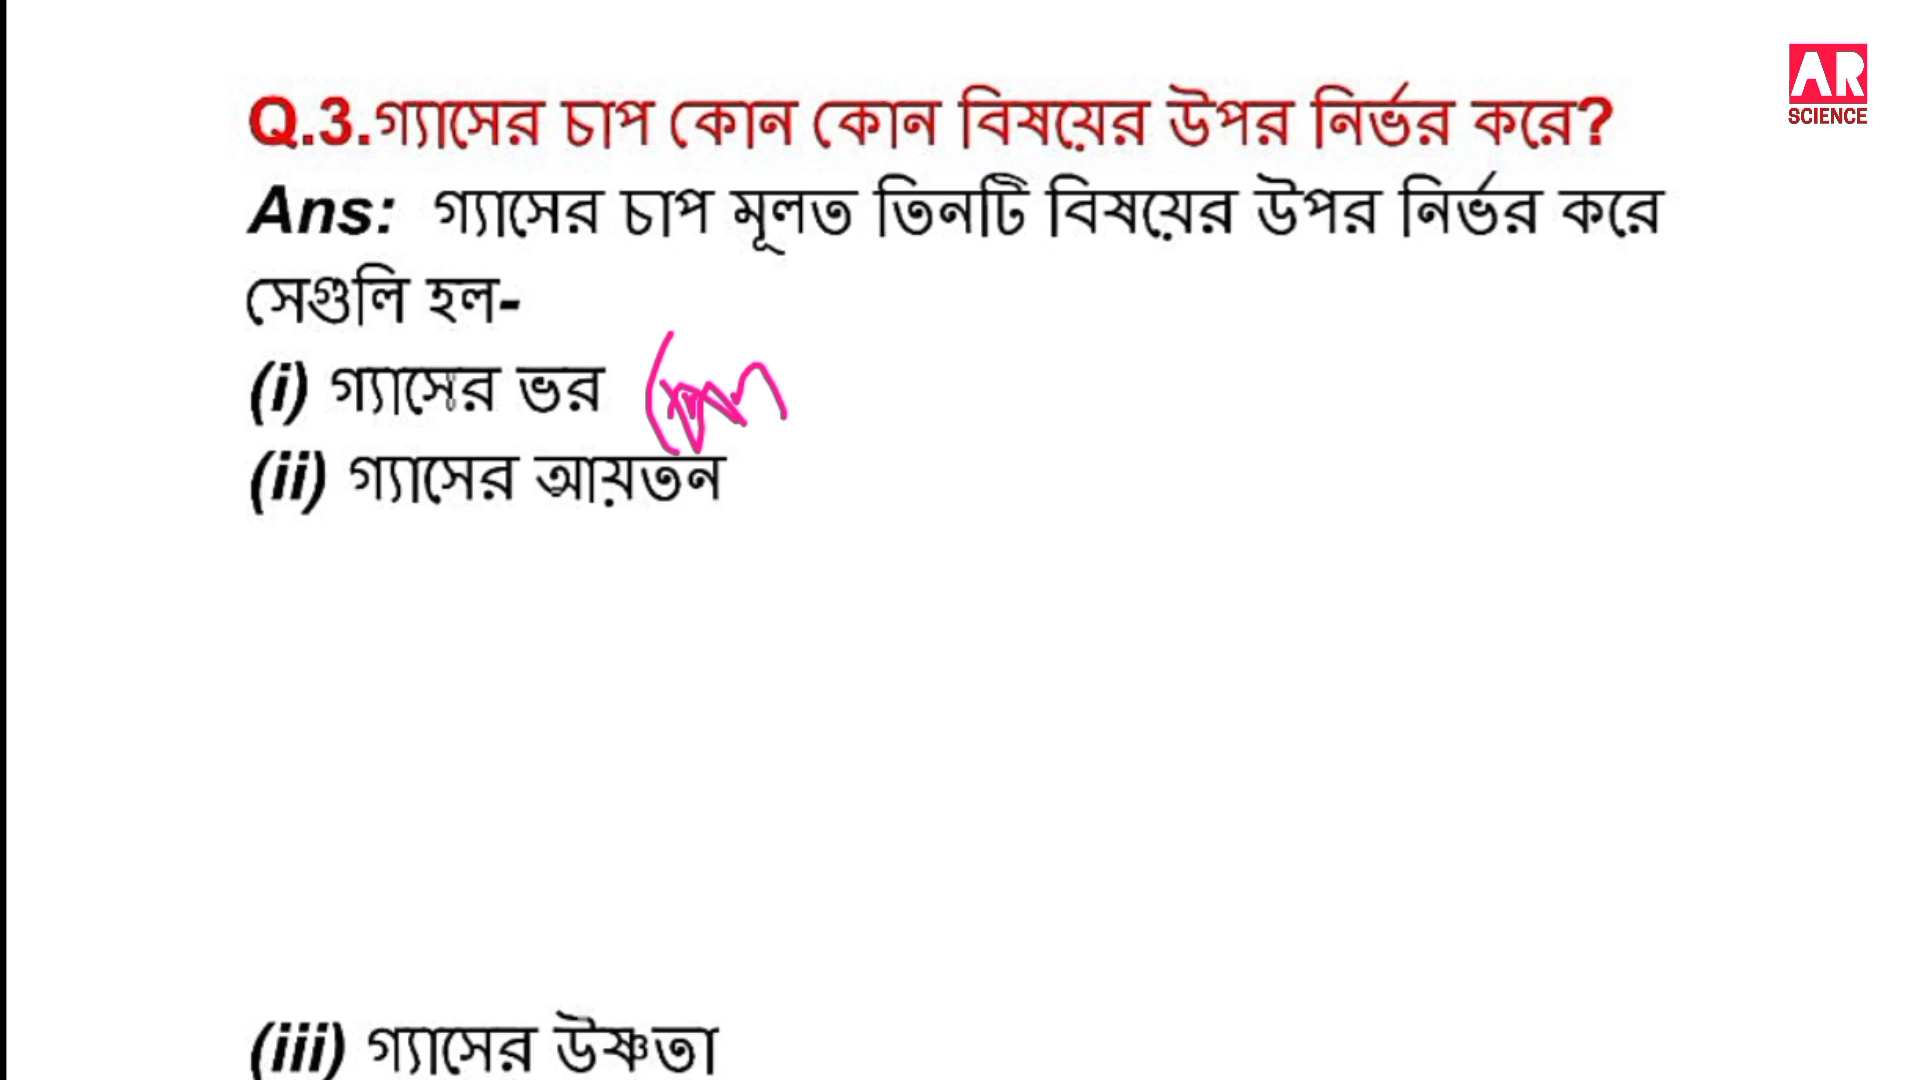 AR
SCIENCE
Q.3.গ্যাসের চাপ কোন কোন বিষয়ের উপর নির্ভর করে?
Ans: গ্যাসের চাপ মূলত তিনটি বিষয়ের উপর নির্ভর করে
সেগুলি হল-
(i) গ্যাসের ভর
(ii) গ্যাসের আয়তন
(iii) গ্যাসের উষ্ণতা